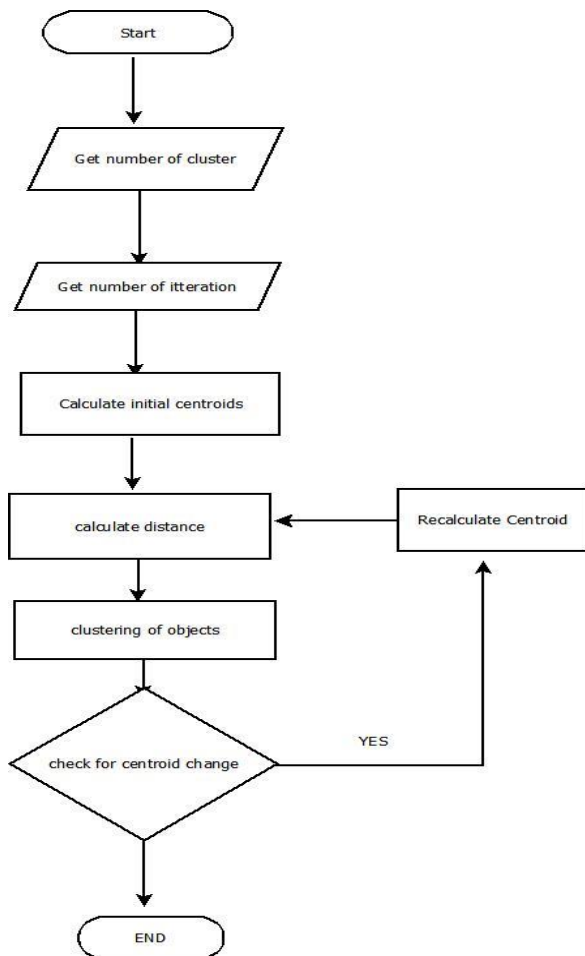 Start
Get number of cluster
Get number of itteration
Calculate initial centroids
calculate distance
Recalculate Centroid
clustering of objects
YES
check for centroid change
END